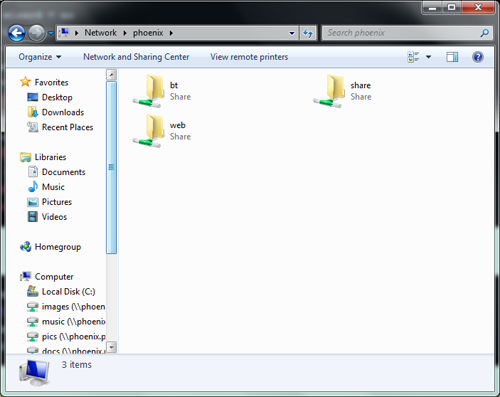 Network
phoenix
Search phoenix
Organize
Network and Sharing Center
View remote printers
Favorites
Desktop
Downloads
Recent Places
Libraries
Documents
Music
Pictures
Videos
Homegroup
Computer
Local Disk (C:)
images (\\phoen
music (\\phoeni
pics (\\phoenix.p
docs (\\phoenix.
bt
Share
share
Share
web
Share
3 items